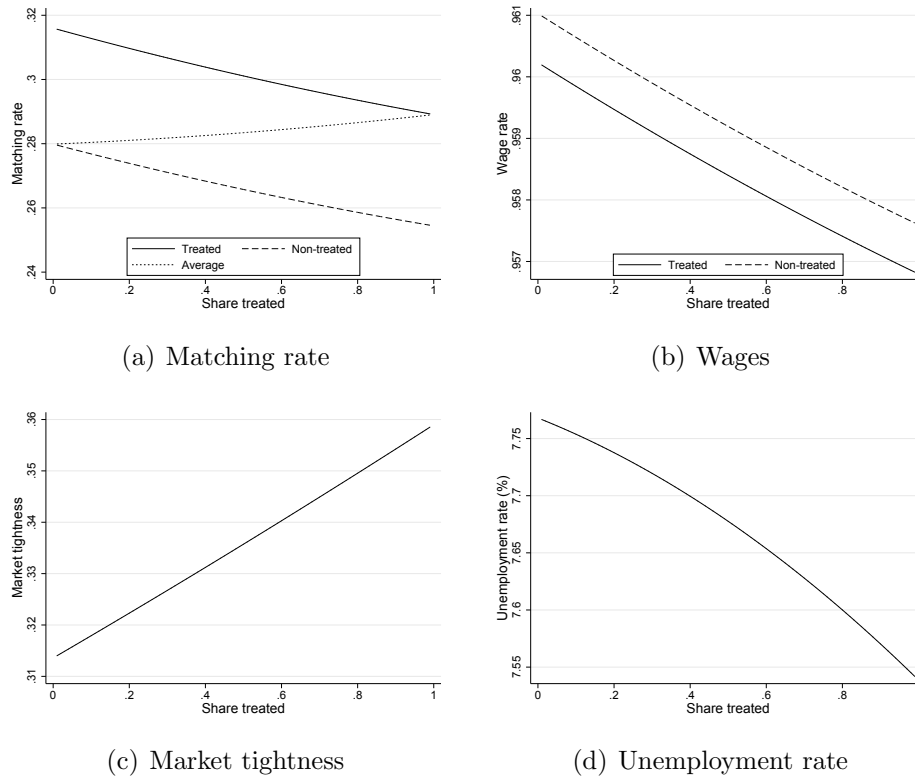 .32
.3
.28
.26
.24
Matching rate
Treated
Non-treated
Average
0
.2
.4
.6
.8
1
Share treated
(a) Matching rate
.961
.96
.959
.958
.957
Wage rate
Treated
Non-treated
0
.2
.4
.6
.8
Share treated
(b) Wages
.36
.35
.34
.33
.32
.31
Market tightness
0
.2
.4
.6
.8
1
Share treated
(c) Market tightness
7.75
7.7
7.65
7.6
7.55
Unemployment rate (%)
0
.2
.4
.6
.8
Share treated
(d) Unemployment rate